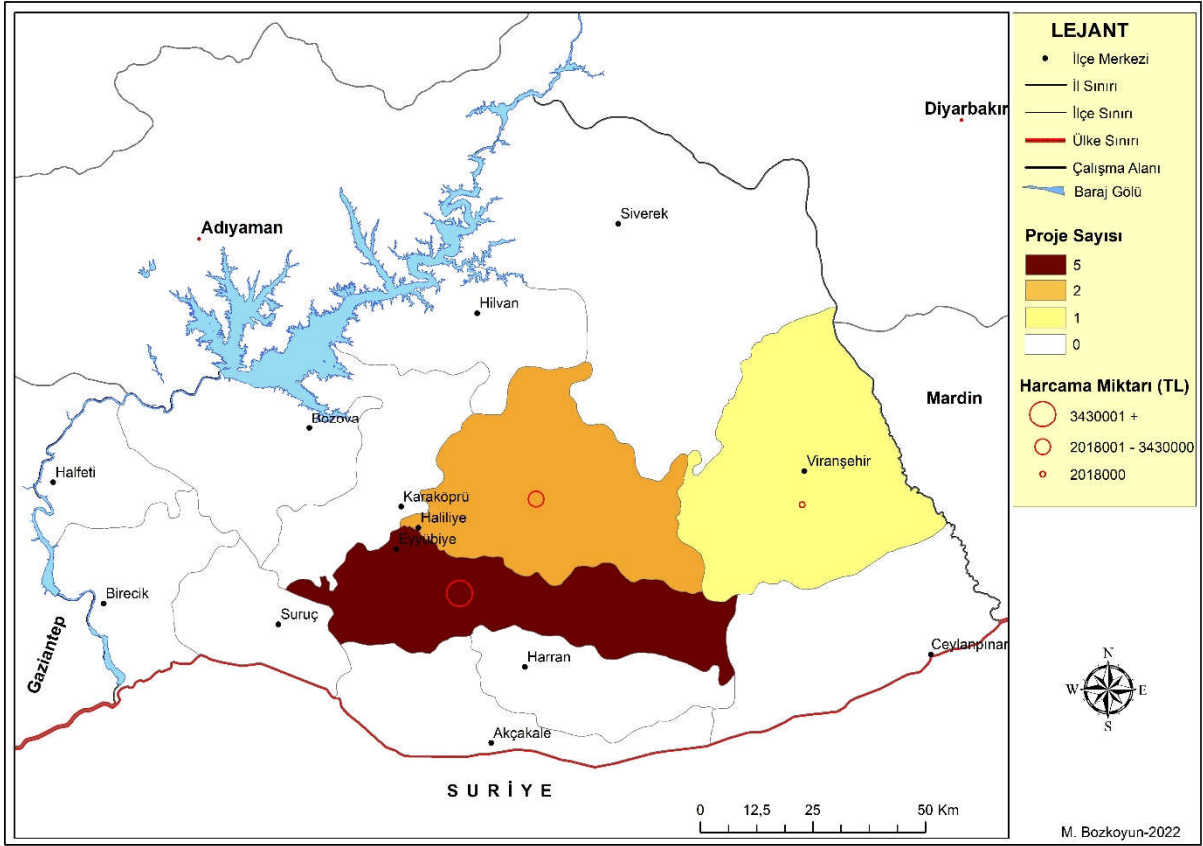 Diyarbakır
Adıyaman
Siverek
Hilvan
Mardin
Bozova
Halfeti
Viranşehir
Karaköprü
Haliliye
Eyyübiye
Birecik
Suruç
Gaziantep
Harran
Ceylanpınar
Akçakale
SURİYE
0 12,5 25 50 Km
LEJANT
İlçe Merkezi
İl Sınırı
İlçe Sınırı
Ülke Sınırı
Çalışma Alanı
Baraj Gölü
Proje Sayısı
5
2
1
0
Harcama Miktarı (TL)
3430001 +
2018001 - 3430000
2018000
N
W E
S
M. Bozkoyun-2022